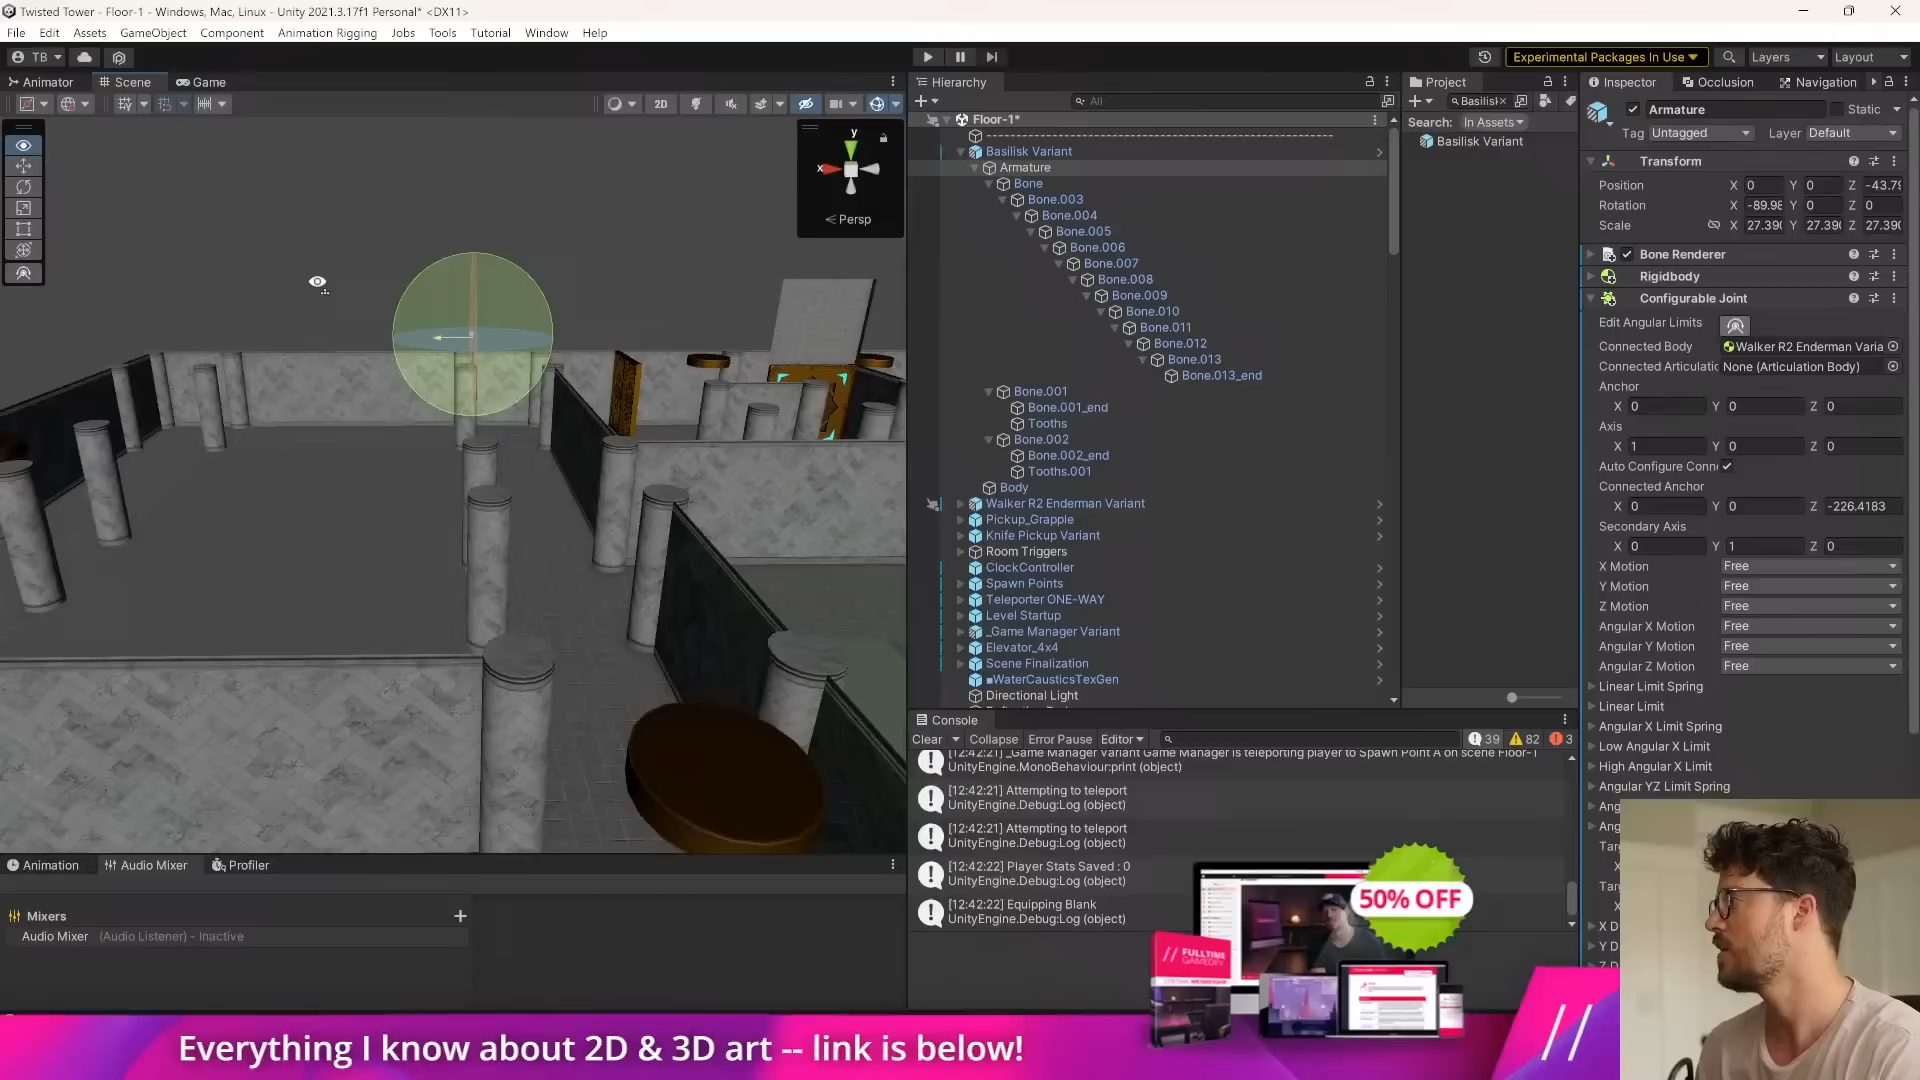 Twisted Tower - Floor-1 - Windows, Mac, Linux - Unity 2021.3.17f1 Personal* <DX11>
File Edit Assets GameObject Component Animation Rigging Jobs Tools Tutorial Window Help
TB
Experimental Packages In Use
Layers
Layout
Animator
Scene
Game
2D
y
x
Persp
Hierarchy
All
Floor-1*
------------------------------------------------------------
Basilisk Variant
Armature
Bone
Bone.003
Bone.004
Bone.005
Bone.006
Bone.007
Bone.008
Bone.009
Bone.010
Bone.011
Bone.012
Bone.013
Bone.013_end
Bone.001
Bone.001_end
Tooths
Bone.002
Bone.002_end
Tooths.001
Body
Walker R2 Enderman Variant
Pickup_Grapple
Knife Pickup Variant
Room Triggers
ClockController
Spawn Points
Teleporter ONE-WAY
Level Startup
_Game Manager Variant
Elevator_4x4
Scene Finalization
■WaterCausticsTexGen
Directional Light
Project
Basilisk
Search: In Assets
Basilisk Variant
Inspector
Occlusion
Navigation
Armature
Static
Tag Untagged
Layer Default
Transform
Position X 0 Y 0 Z -43.79
Rotation X -89.98 Y 0 Z 0
Scale X 27.390 Y 27.390 Z 27.390
Bone Renderer
Rigidbody
Configurable Joint
Edit Angular Limits
Connected Body Walker R2 Enderman Varia
Connected Articulatic None (Articulation Body)
Anchor
X 0 Y 0 Z 0
Axis
X 1 Y 0 Z 0
Auto Configure Conn
Connected Anchor
X 0 Y 0 Z -226.4183
Secondary Axis
X 0 Y 1 Z 0
X Motion Free
Y Motion Free
Z Motion Free
Angular X Motion Free
Angular Y Motion Free
Angular Z Motion Free
Linear Limit Spring
Linear Limit
Angular X Limit Spring
Low Angular X Limit
High Angular X Limit
Angular YZ Limit Spring
Ang
Ang
Tar
X
Tar
X
X D
Y D
Console
Clear Collapse Error Pause Editor 39 82 3
[12:42:21] _Game Manager Variant Game Manager is teleporting player to Spawn Point A on scene Floor-1
UnityEngine.MonoBehaviour:print (object)
[12:42:21] Attempting to teleport
UnityEngine.Debug:Log (object)
[12:42:21] Attempting to teleport
UnityEngine.Debug:Log (object)
[12:42:22] Player Stats Saved : 0
UnityEngine.Debug:Log (object)
[12:42:22] Equipping Blank
UnityEngine.Debug:Log (object)
Animation
Audio Mixer
Profiler
Mixers
Audio Mixer (Audio Listener) - Inactive
50% OFF
// FULLTIME
GAMEDEV
Everything I know about 2D & 3D art -- link is below!
//